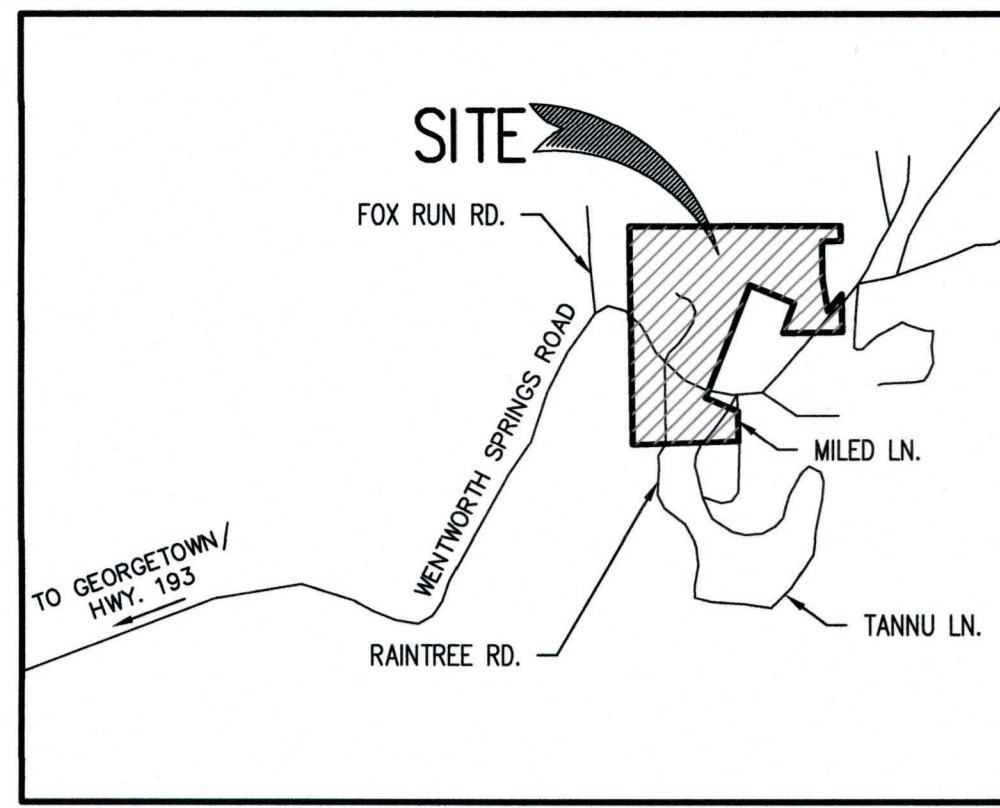 SITE
FOX RUN RD.
WENTWORTH SPRINGS ROAD
MILED LN.
TO GEORGETOWN/
HWY. 193
TANNU LN.
RAINTREE RD.